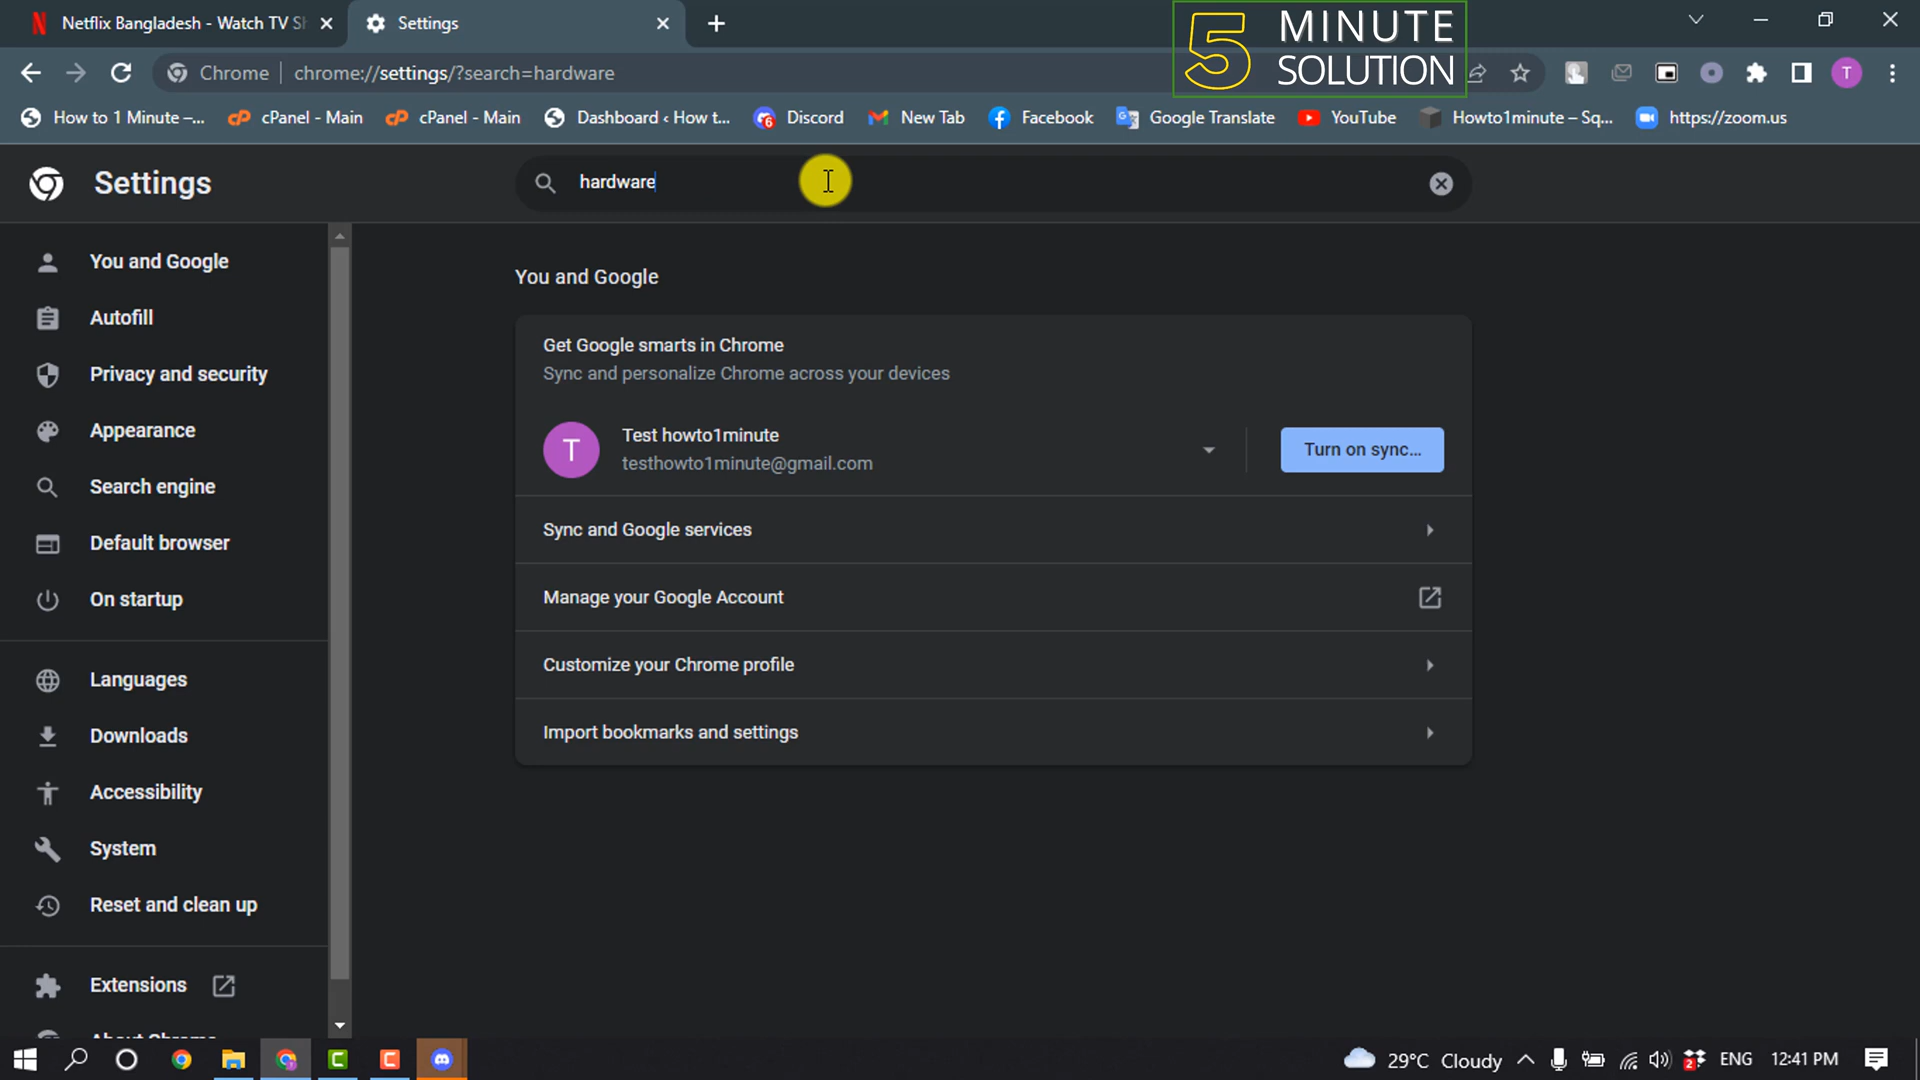 Netflix Bangladesh - Watch TV Sh
Settings
5 MINUTE
SOLUTION
Chrome
chrome://settings/?search=hardware
T
How to 1 Minute –...
cPanel - Main
cPanel - Main
Dashboard ‹ How t...
Discord
New Tab
Facebook
Google Translate
YouTube
Howto1minute – Sq...
https://zoom.us
Settings
hardware
You and Google
Autofill
Privacy and security
Appearance
Search engine
Default browser
On startup
Languages
Downloads
Accessibility
System
Reset and clean up
Extensions
About Chrome
You and Google
Get Google smarts in Chrome
Sync and personalize Chrome across your devices
T
Test howto1minute
testhowto1minute@gmail.com
Turn on sync...
Sync and Google services
Manage your Google Account
Customize your Chrome profile
Import bookmarks and settings
29°C Cloudy
2
ENG
12:41 PM